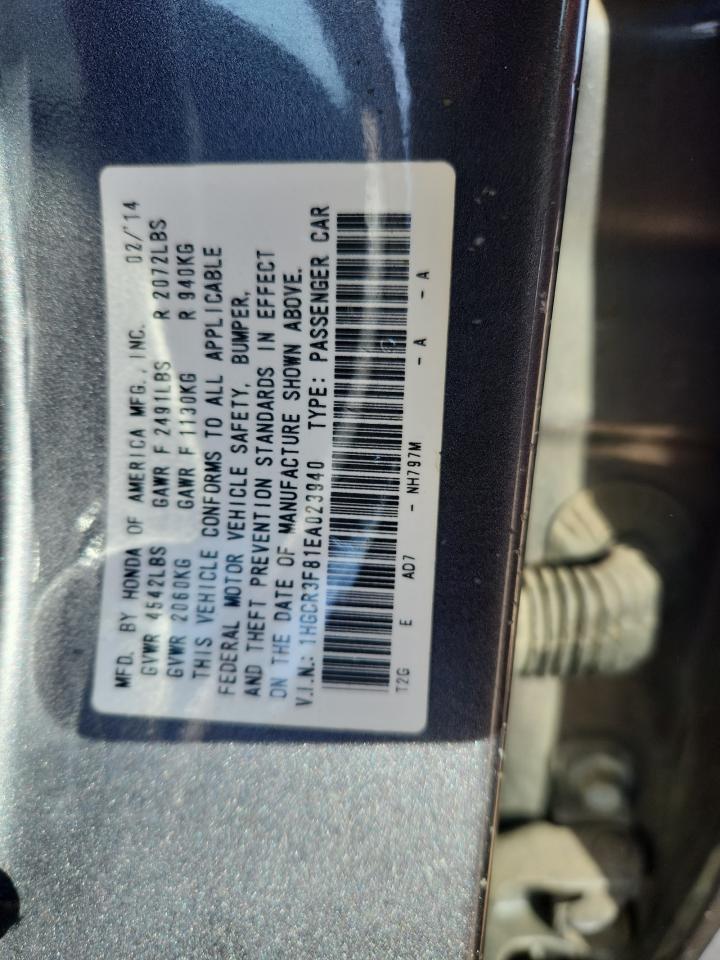 MFD. BY HONDA OF AMERICA MFG., INC. 02/'14
GVWR 4542LBS GAWR F 2491LBS R 2072LBS
GVWR 2060KG GAWR F 1130KG R 940KG
THIS VEHICLE CONFORMS TO ALL APPLICABLE
FEDERAL MOTOR VEHICLE SAFETY, BUMPER,
AND THEFT PREVENTION STANDARDS IN EFFECT
ON THE DATE OF MANUFACTURE SHOWN ABOVE.
V.I.N.: 1HGCR3F81EA023940 TYPE: PASSENGER CAR
T2G E AD7 - NH797M - A - A